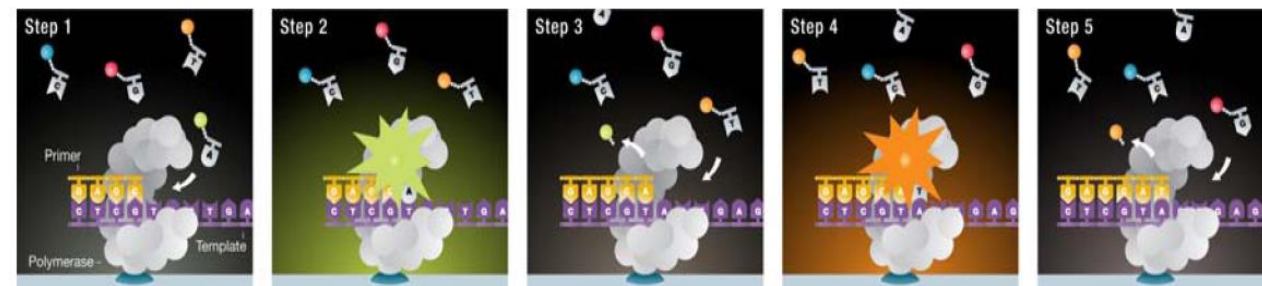 Step 1
C
G
T
A
Primer
G A G C
C T C G T T G A
Template
Polymerase
Step 2
C
G
T
G A G C A
C T C G T T G A
Step 3
A
C
G
T
G A G C A
C T C G T A G A G
Step 4
T
C
A
G
G A G C A T
C T C G T A G A G
Step 5
T
C
A
G
G A G C A T
C T C G T A G A G